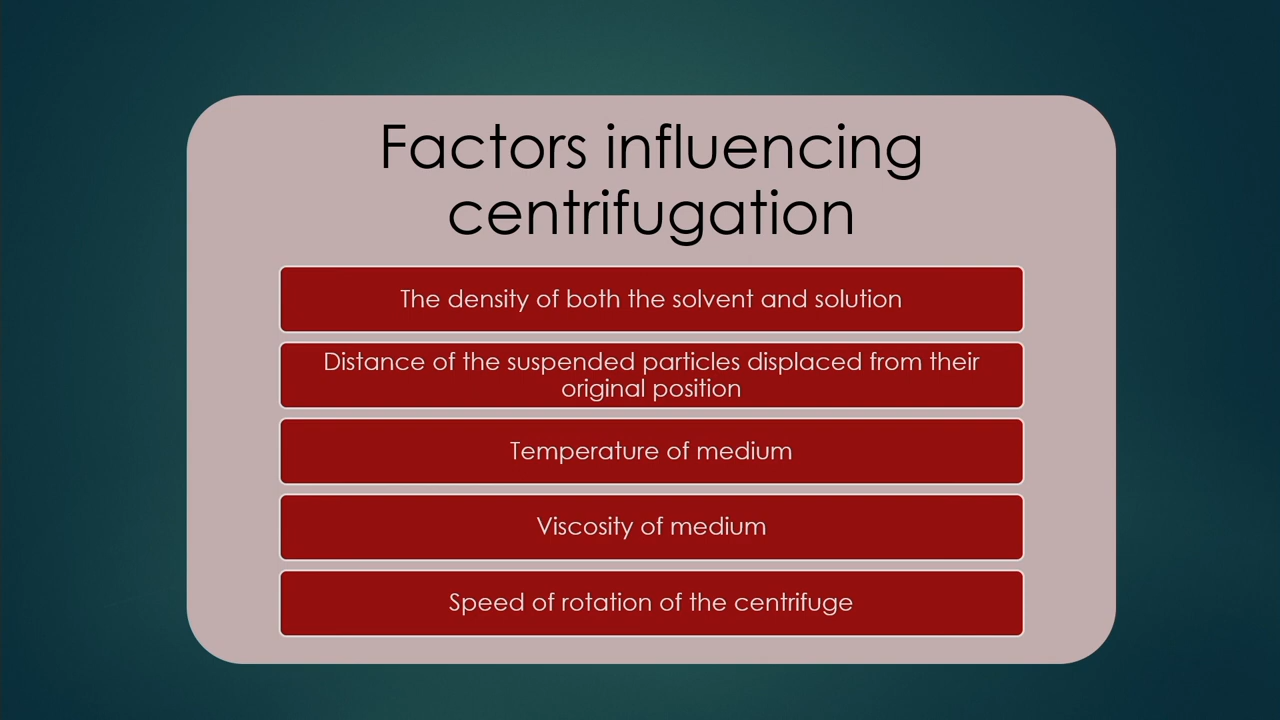 Factors influencing
centrifugation
The density of both the solvent and solution
Distance of the suspended particles displaced from their
original position
Temperature of medium
Viscosity of medium
Speed of rotation of the centrifuge